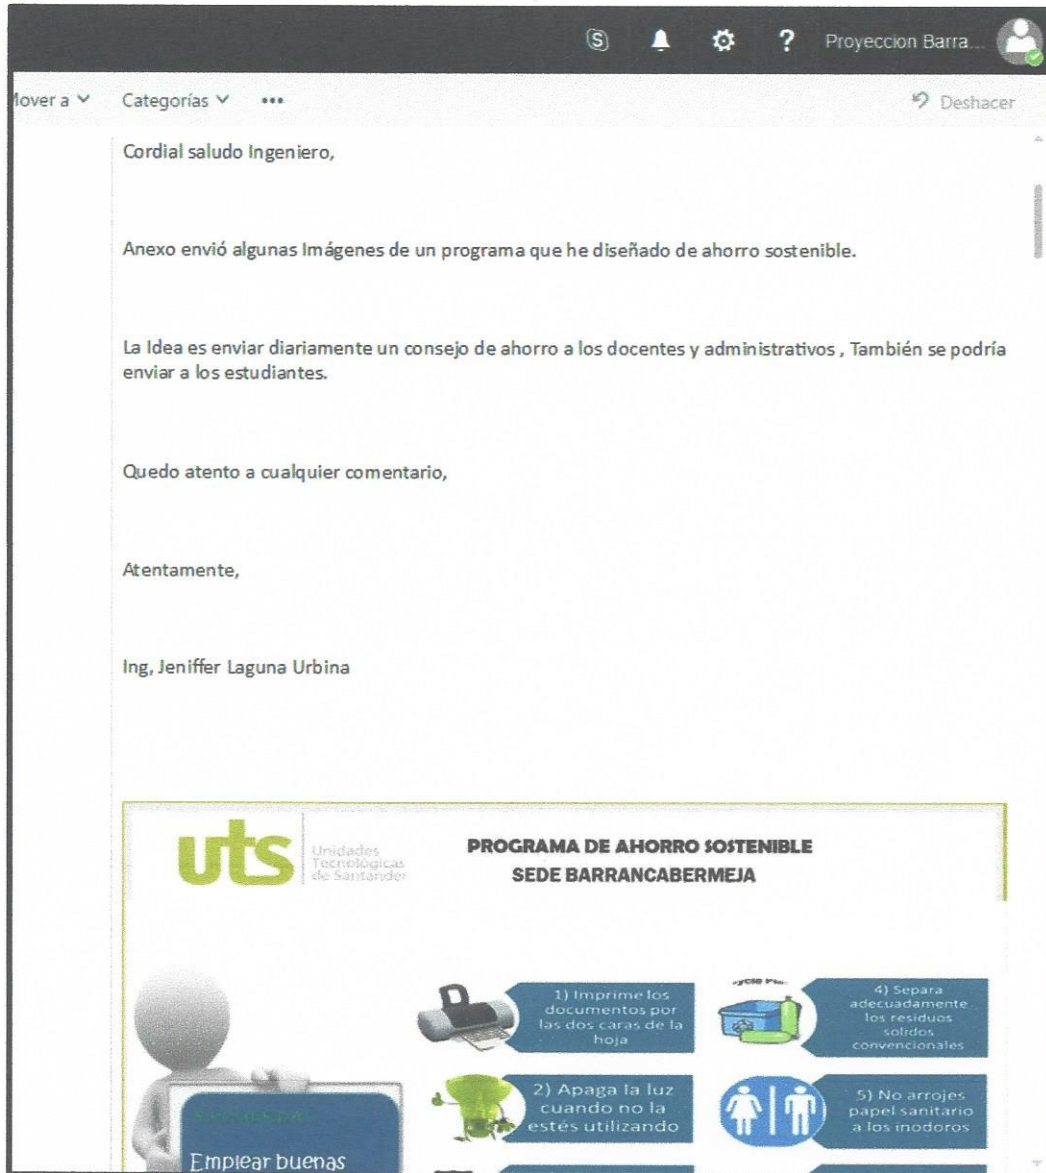 Proyeccion Barra...
Mover a
Categorías
Deshacer
Cordial saludo Ingeniero,
Anexo envió algunas Imágenes de un programa que he diseñado de ahorro sostenible.
La Idea es enviar diariamente un consejo de ahorro a los docentes y administrativos , También se podría
enviar a los estudiantes.
Quedo atento a cualquier comentario,
Atentamente,
Ing, Jeniffer Laguna Urbina
uts
Unidades
Tecnológicas
de Santander
PROGRAMA DE AHORRO SOSTENIBLE
SEDE BARRANCABERMEJA
1) Imprime los
documentos por
las dos caras de la
hoja
2) Apaga la luz
cuando no la
estés utilizando
4) Separa
adecuadamente
los residuos
solidos
convencionales
5) No arrojes
papel sanitario
a los inodoros
Emplear buenas